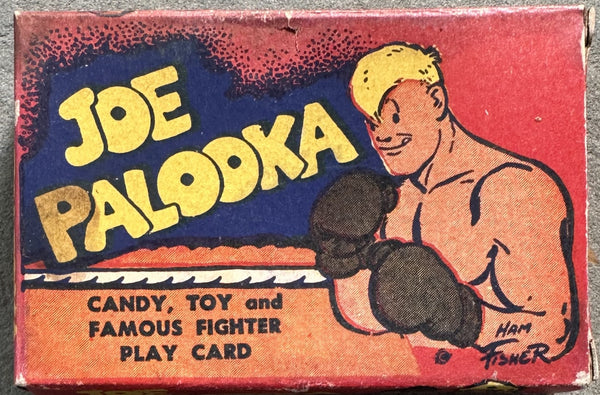 JOE
PALOOKA
CANDY, TOY and
FAMOUS FIGHTER
PLAY CARD
©
HAM
FISHER